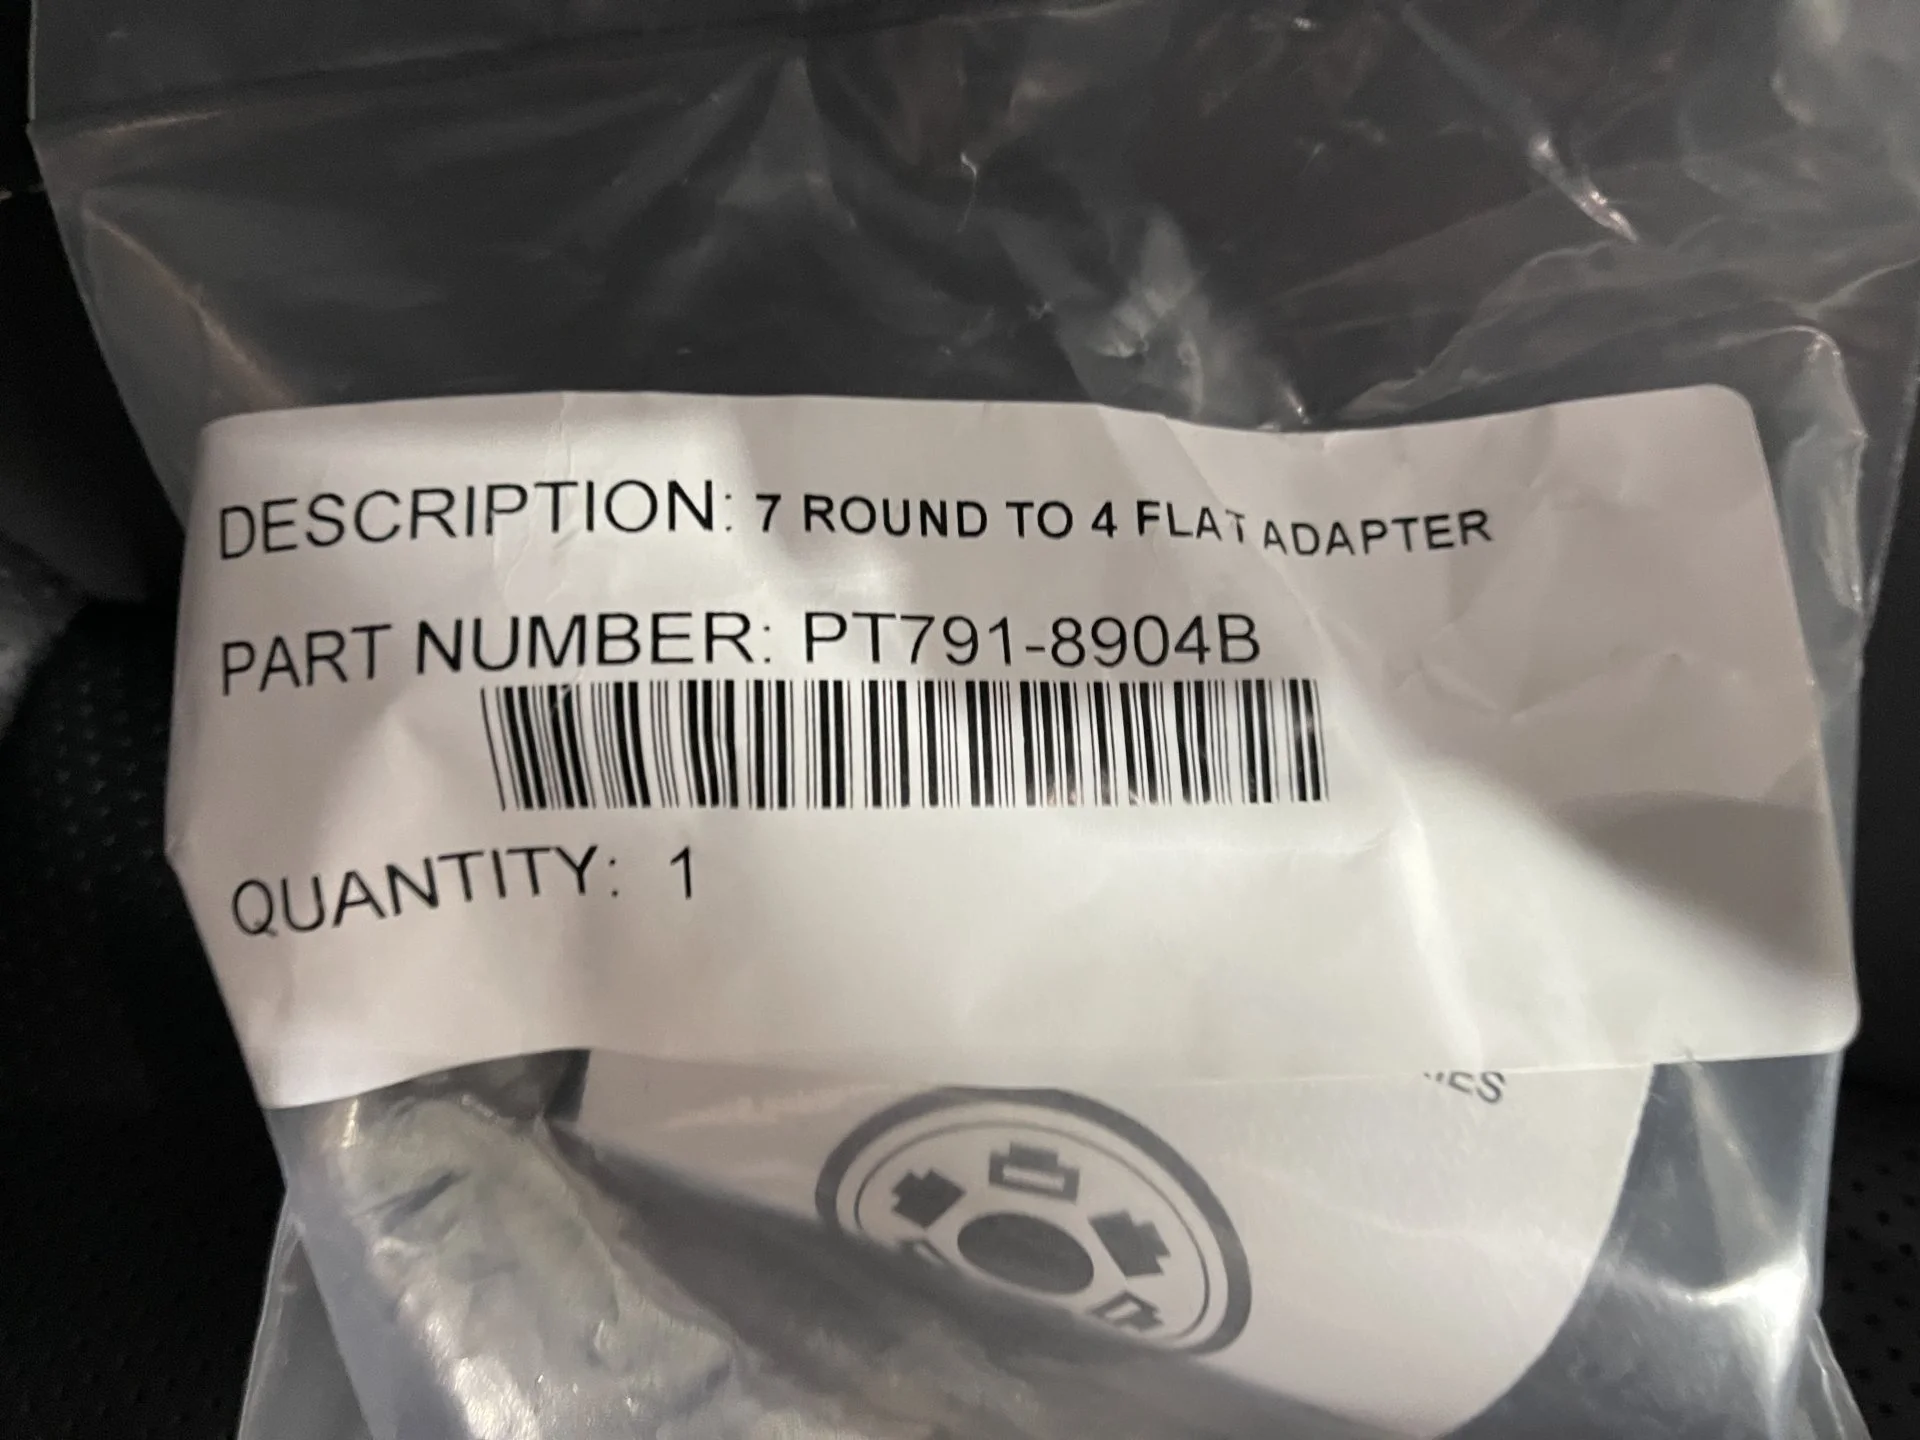 DESCRIPTION: 7 ROUND TO 4 FLAT ADAPTER
PART NUMBER: PT791-8904B
QUANTITY: 1